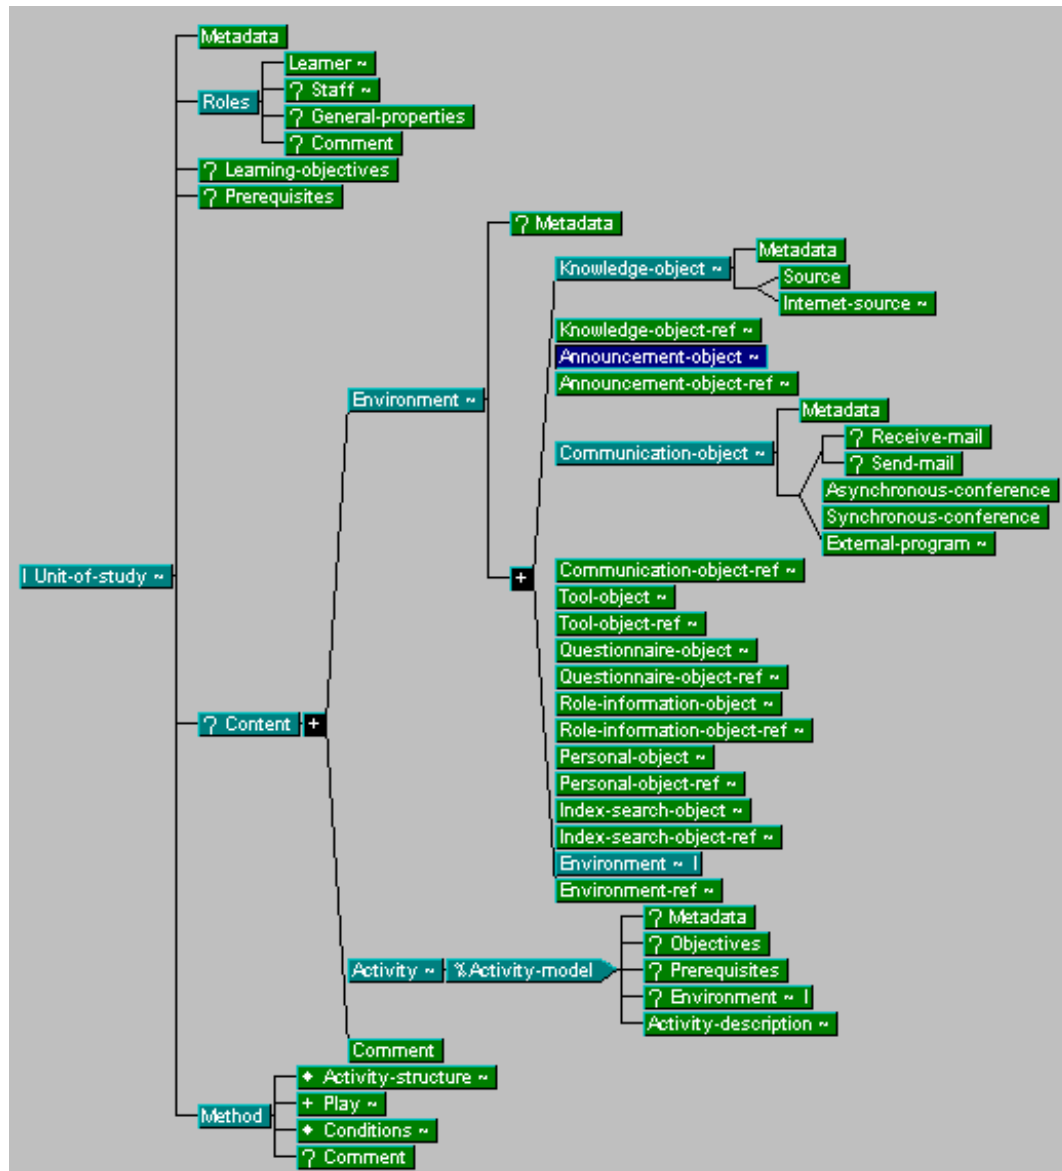 Metadata
Learner ~
Roles
? Staff ~
? General-properties
? Comment
? Learning-objectives
? Prerequisites
? Metadata
Metadata
Knowledge-object ~
Source
Internet-source ~
Knowledge-object-ref ~
Announcement-object ~
Announcement-object-ref ~
Environment ~
Metadata
? Receive-mail
Communication-object ~
? Send-mail
Asynchronous-conference
Synchronous-conference
External-program ~
| Unit-of-study ~
+
Communication-object-ref ~
Tool-object ~
Tool-object-ref ~
Questionnaire-object ~
Questionnaire-object-ref ~
Role-information-object ~
? Content +
Role-information-object-ref ~
Personal-object ~
Personal-object-ref ~
Index-search-object ~
Index-search-object-ref ~
Environment ~ |
Environment-ref ~
? Metadata
? Objectives
Activity ~ %Activity-model
? Prerequisites
? Environment ~ |
Activity-description ~
Comment
♦ Activity-structure ~
+ Play ~
Method
♦ Conditions ~
? Comment